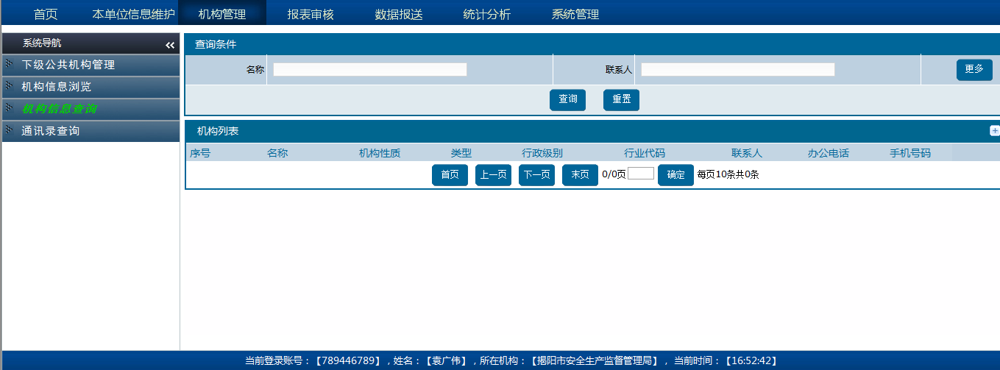 首页 本单位信息维护 机构管理 报表审核 数据报送 统计分析 系统管理
系统导航
下级公共机构管理
机构信息浏览
机构信息查询
通讯录查询
查询条件
名称 联系人 更多
查询 重置
机构列表
序号 名称 机构性质 类型 行政级别 行业代码 联系人 办公电话 手机号码
首页 上一页 下一页 末页 0/0页 确定 每页10条共0条
当前登录账号：【789446789】，姓名：【袁广伟】，所在机构：【揭阳市安全生产监督管理局】， 当前时间：【16:52:42】